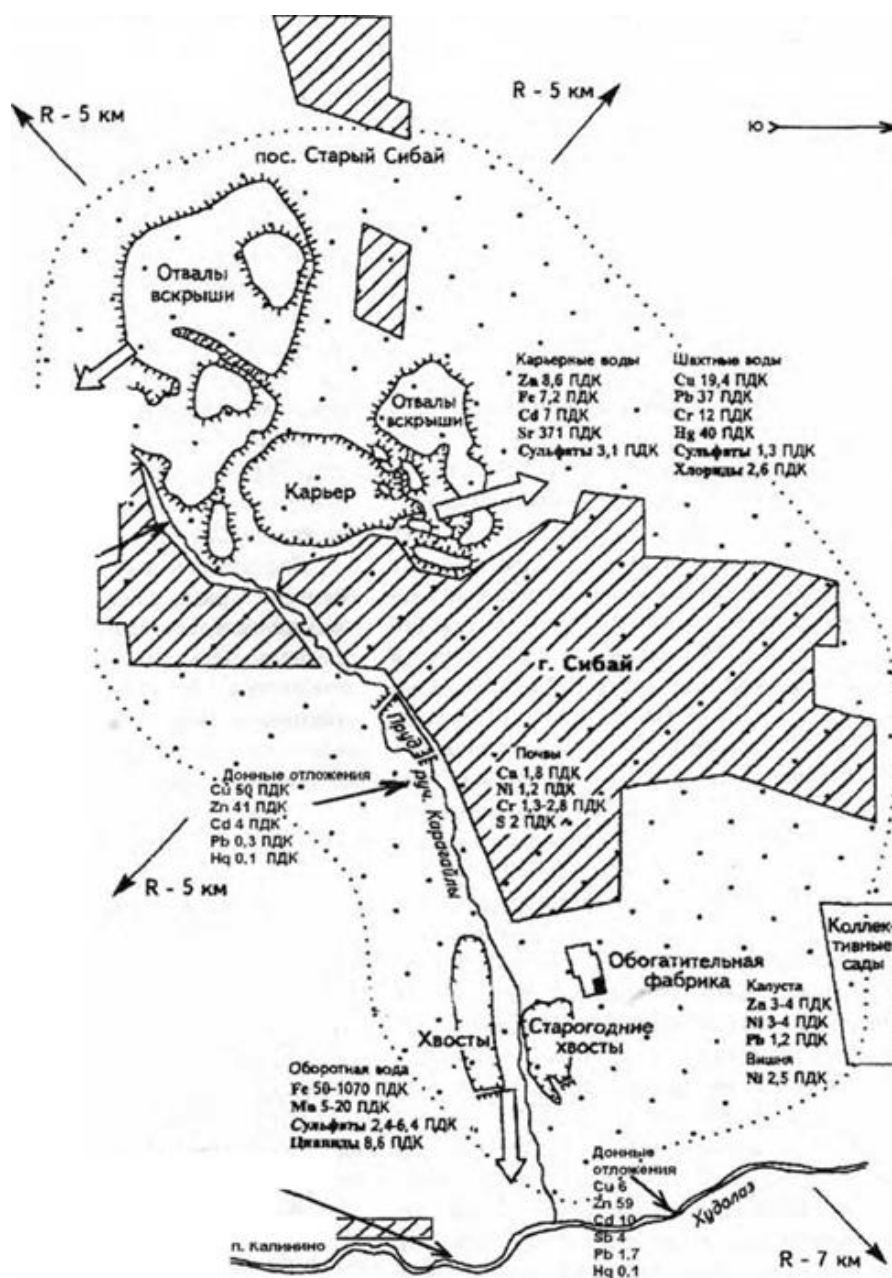 R - 5 км
R - 5 км
ю
пос. Старый Сибай
Отвалы
вскрыши
Карьерные воды
Zn 8,6 ПДК
Fe 7,2 ПДК
Cd 7 ПДК
Sr 371 ПДК
Сульфаты 3,1 ПДК
Шахтные воды
Cu 19,4 ПДК
Pb 37 ПДК
Cr 12 ПДК
Hg 40 ПДК
Сульфаты 1,3 ПДК
Хлориды 2,6 ПДК
Отвалы
вскрыши
Карьер
г. Сибай
Пруд
руч. Карагайлы
Почвы
Cu 1,8 ПДК
Ni 1,2 ПДК
Cr 1,3-2,8 ПДК
S 2 ПДК
Донные отложения
Cu 50 ПДК
Zn 41 ПДК
Cd 4 ПДК
Pb 0,3 ПДК
Hg 0,1 ПДК
R - 5 км
Коллек-
тивные
сады
Обогатительная
фабрика
Капуста
Zn 3-4 ПДК
Ni 3-4 ПДК
Pb 1,2 ПДК
Вишня
Ni 2,5 ПДК
Хвосты
Старогодние
хвосты
Оборотная вода
Fe 50-1070 ПДК
Mn 5-20 ПДК
Сульфаты 2,4-6,4 ПДК
Цианиды 8,6 ПДК
Донные
отложения
Cu 6
Zn 59
Cd 10
Sb 4
Pb 1,7
Hg 0,1
Худолаз
п. Калинино
R - 7 км